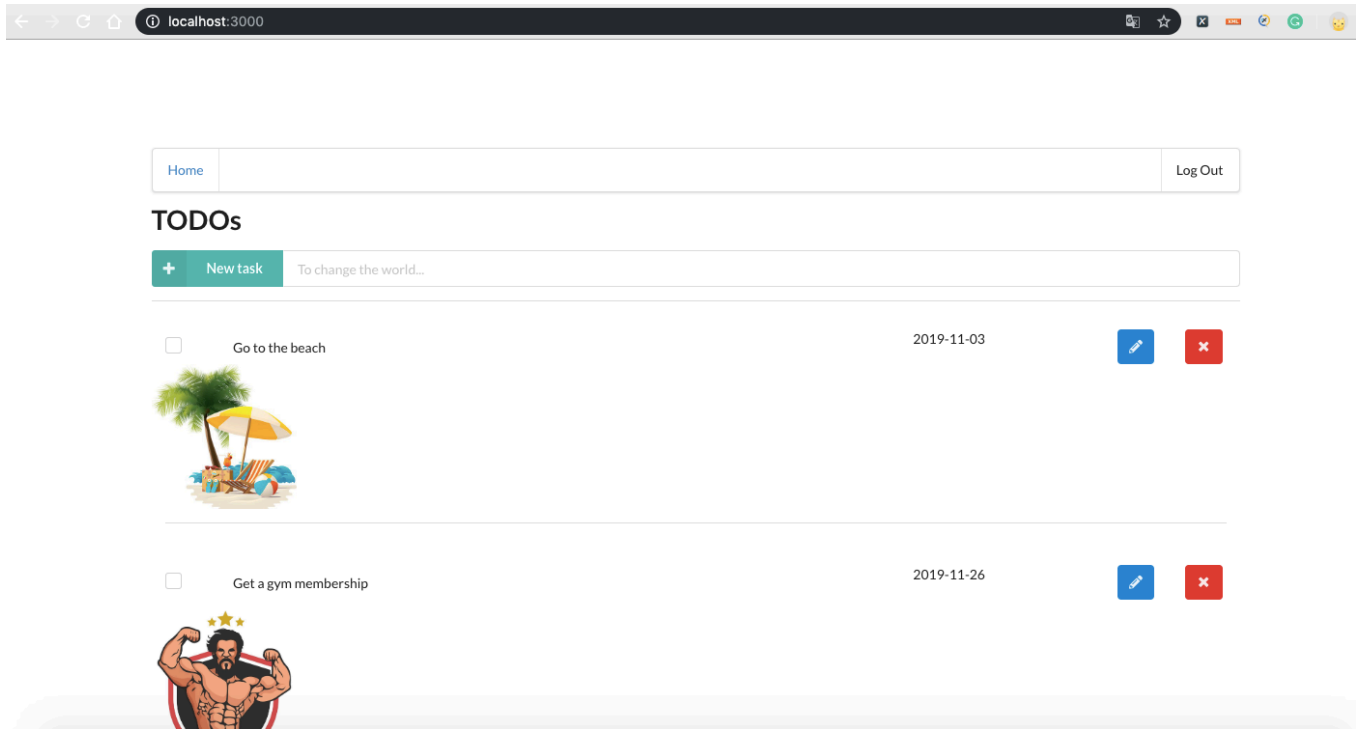 localhost:3000
Home
Log Out
TODOs
New task
To change the world...
Go to the beach
2019-11-03
Get a gym membership
2019-11-26